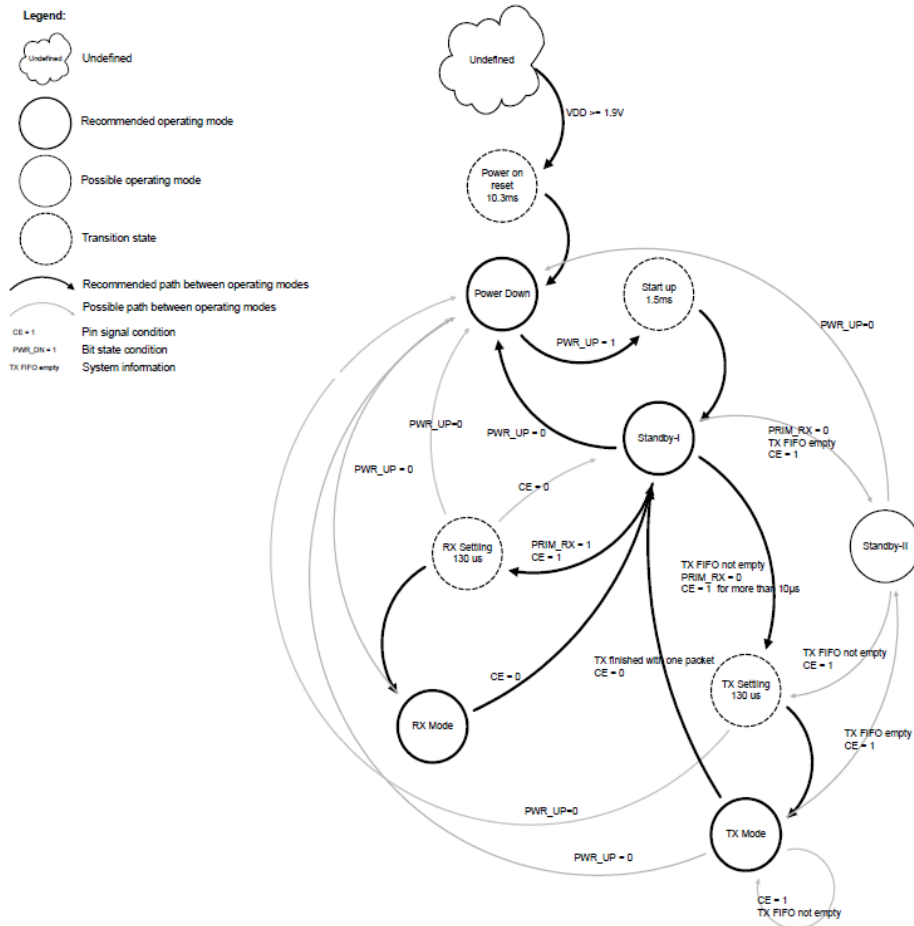 Legend:
Undefined
Undefined
Recommended operating mode
Possible operating mode
Transition state
Recommended path between operating modes
Possible path between operating modes
CE = 1
Pin signal condition
PWR_DN = 1
Bit state condition
TX FIFO empty
System information
Undefined
VDD >= 1.9V
Power on
reset
10.3ms
Power Down
Start up
1.5ms
PWR_UP = 1
PWR_UP=0
PWR_UP=0
PWR_UP = 0
Standby-I
PRIM_RX = 0
TX FIFO empty
CE = 1
PWR_UP = 0
CE = 0
RX Settling
130 us
PRIM_RX = 1
CE = 1
Standby-II
TX FIFO not empty
PRIM_RX = 0
CE = 1 for more than 10µs
TX finished with one packet
CE = 0
CE = 0
TX FIFO not empty
CE = 1
TX Settling
130 us
RX Mode
TX FIFO empty
CE = 1
PWR_UP=0
TX Mode
PWR_UP = 0
CE = 1
TX FIFO not empty